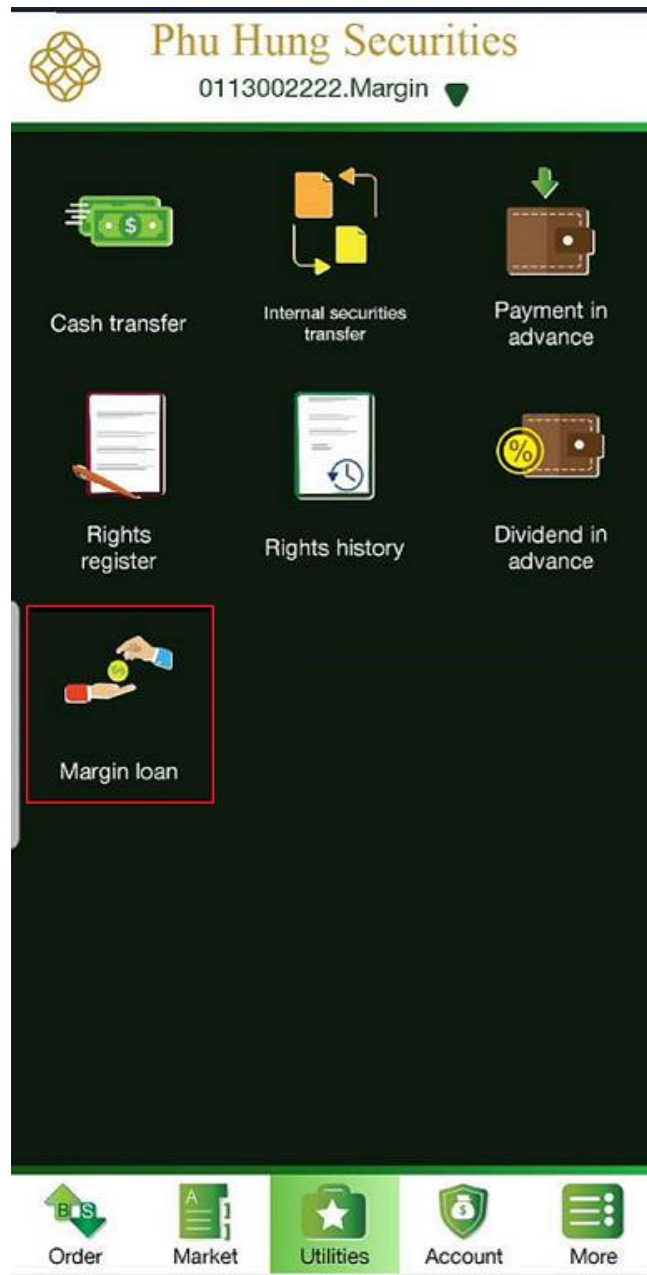 Phu Hung Securities
0113002222.Margin
$
Cash transfer
Internal securities
transfer
Payment in
advance
Rights
register
Rights history
%
Dividend in
advance
Margin loan
B S
Order
A
Market
Utilities
$
Account
More